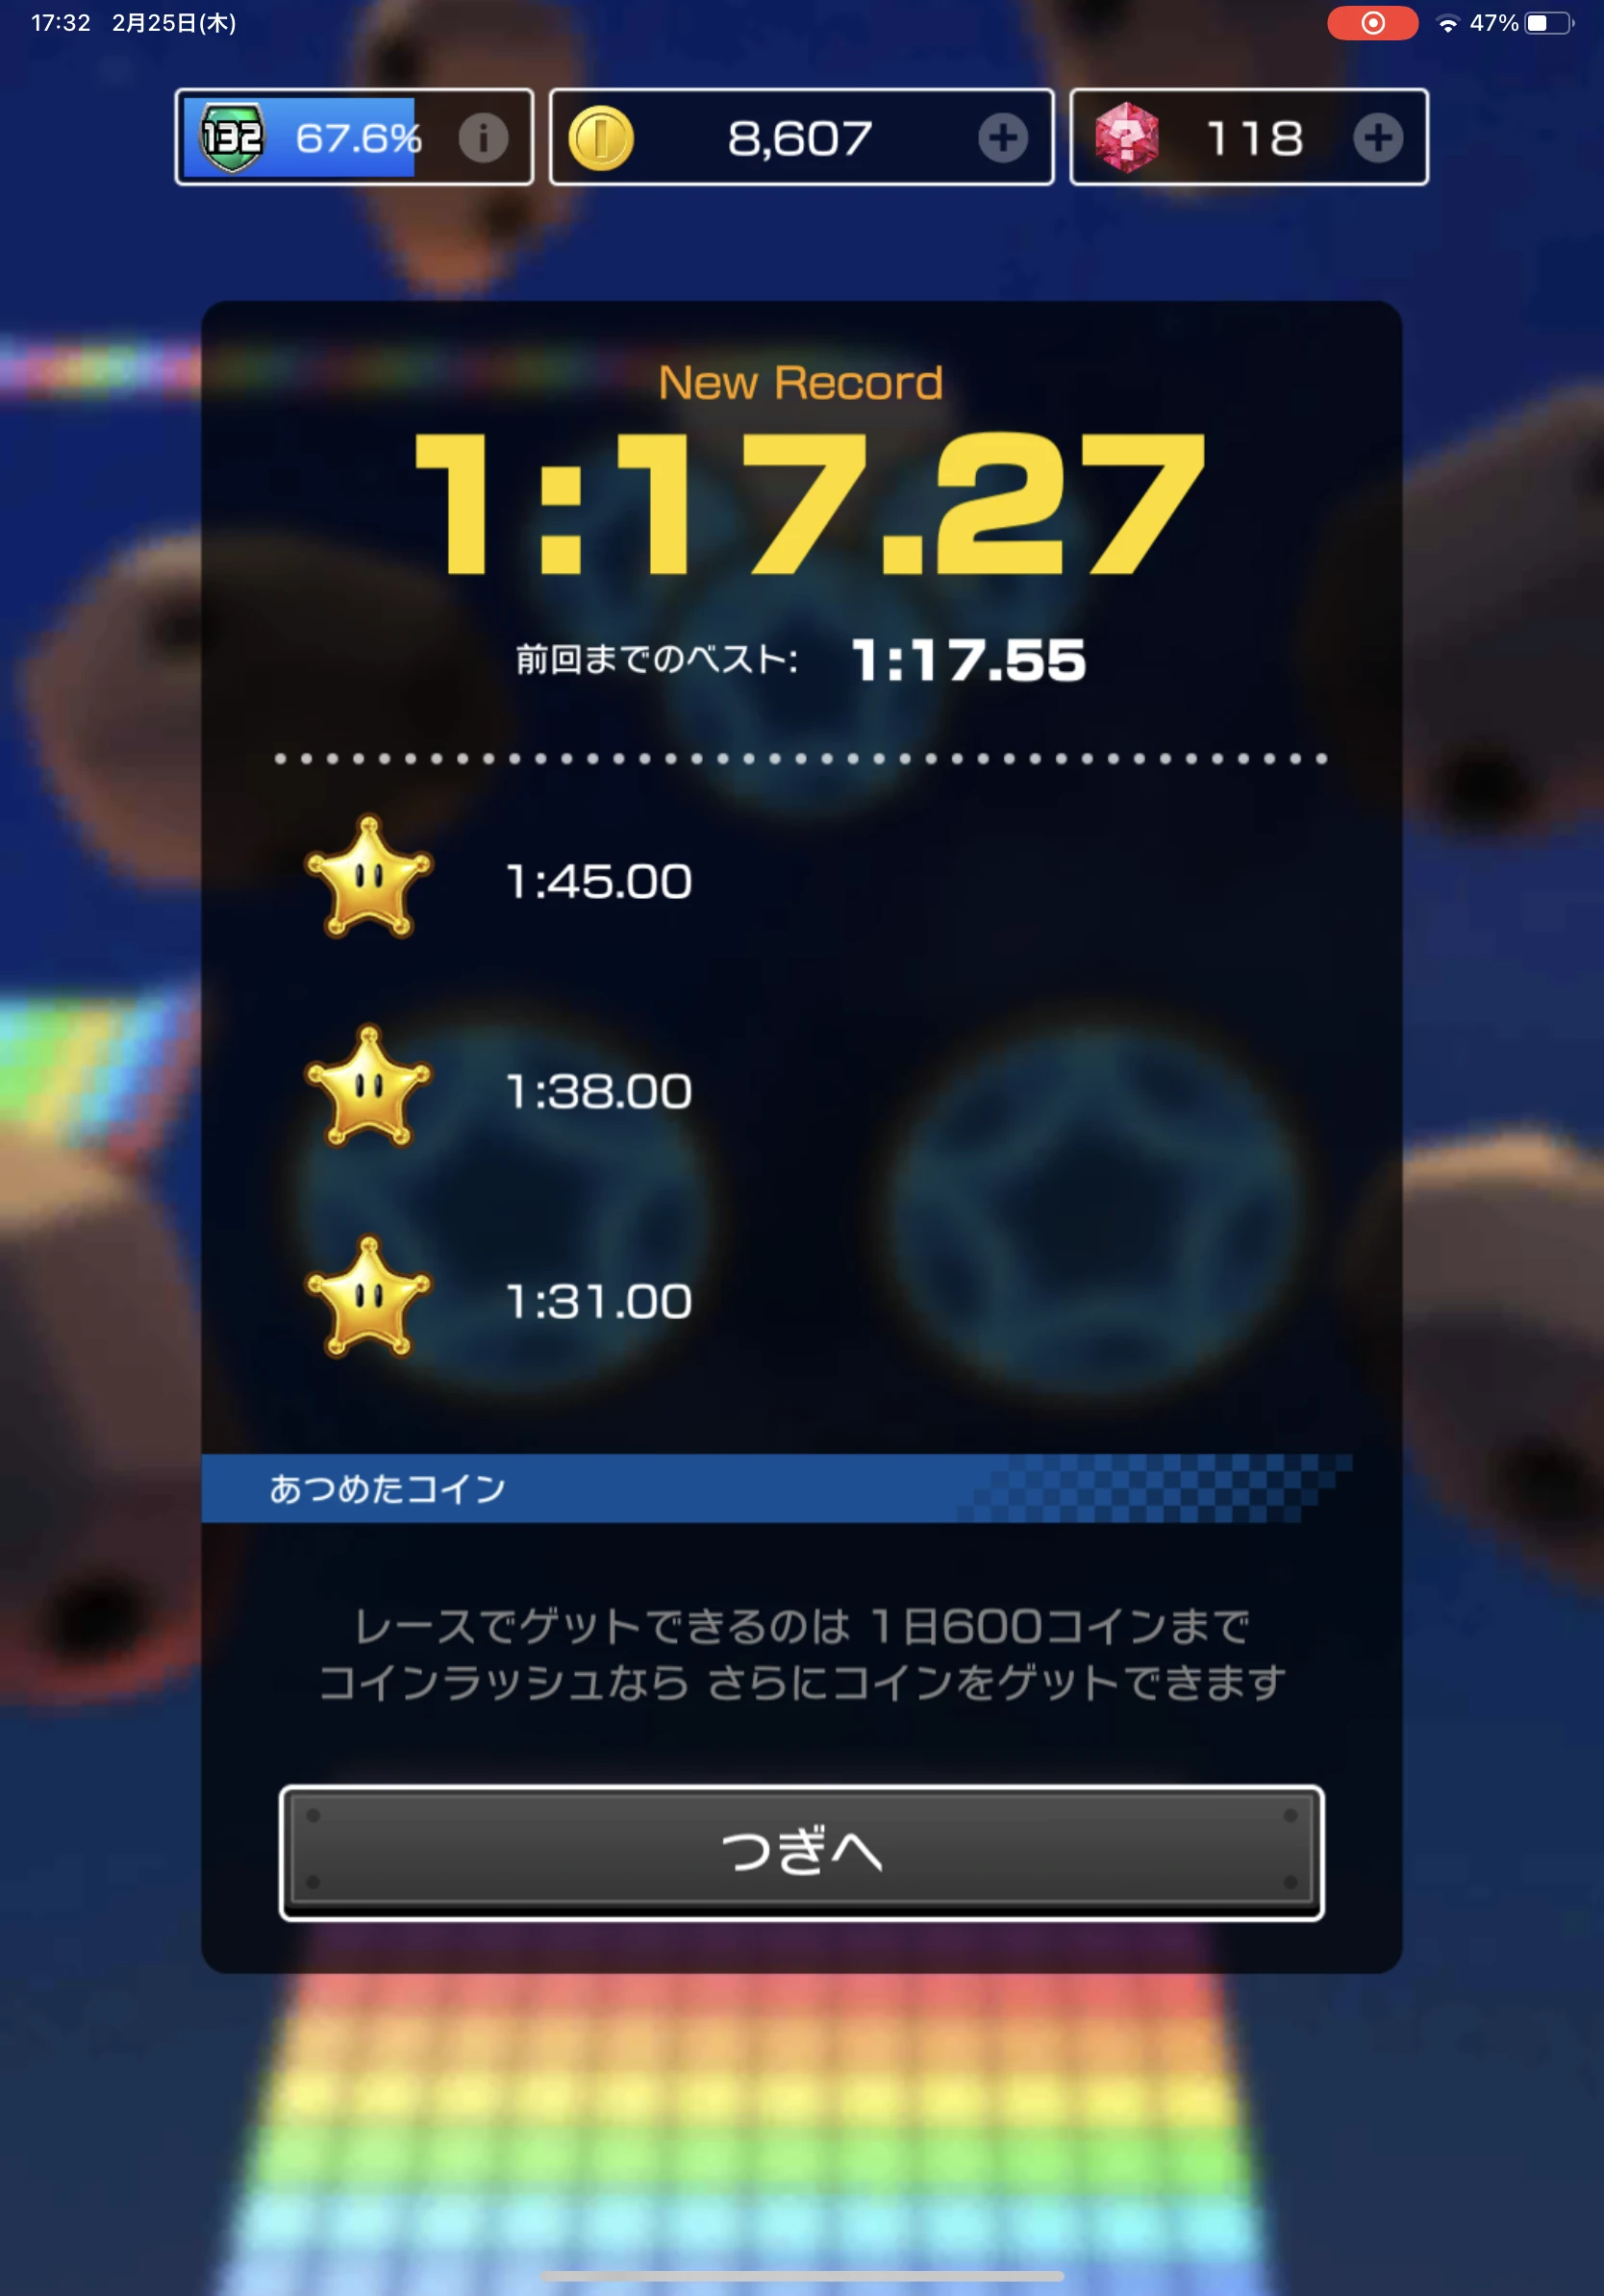 17:32 2月25日(木) 47%
132 67.6% i 8,607 + ? 118 +
New Record
1:17.27
前回までのベスト: 1:17.55
1:45.00
1:38.00
1:31.00
あつめたコイン
レースでゲットできるのは 1日600コインまで
コインラッシュなら さらにコインをゲットできます
つぎへ